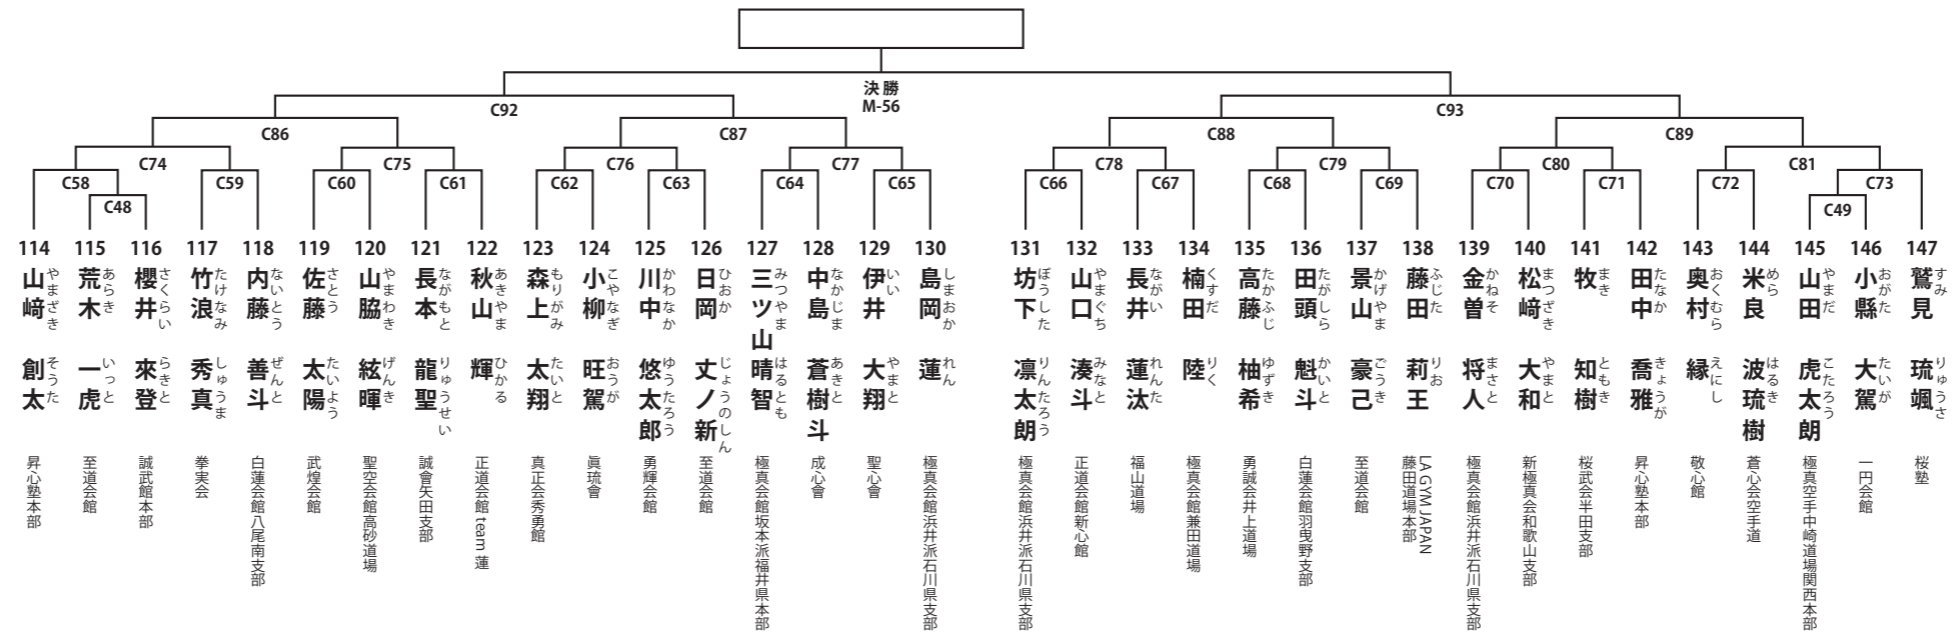 決 勝
M-56
C92
C93
C86
C87
C88
C89
C74
C75
C76
C77
C78
C79
C80
C81
C58
C59
C60
C61
C62
C63
C64
C65
C66
C67
C68
C69
C70
C71
C72
C73
C48
C49
114
山﨑 創太
やまざき そうた
昇心塾本部
115
荒木 一虎
あらき いっと
至道会館
116
櫻井 來登
さくらい らきと
誠武館本部
117
竹浪 秀真
たけなみ しゅうま
拳実会
118
内藤 善斗
ないとう ぜんと
白蓮会館八尾南支部
119
佐藤 太陽
さとう たいよう
武煌会館
120
山脇 絃暉
やまわき げんき
聖空会館高砂道場
121
長本 龍聖
ながもと りゅうせい
誠會矢田支部
122
秋山 輝
あきやま ひかる
正道会館 team 蓮
123
森上 太翔
もりがみ たいと
真正会秀勇館
124
小柳 旺駕
こやなぎ おうが
眞琉會
125
川中 悠太郎
かわなか ゆうたろう
勇輝会館
126
日岡 丈ノ新
ひおか じょうのしん
至道会館
127
三ツ山 晴智
みつやま はるとも
極真会館坂本派福井県本部
128
中島 蒼樹斗
なかじま あきと
成心會
129
伊井 大翔
いい やまと
聖心會
130
島岡 蓮
しまおか れん
極真会館浜井派石川県支部
131
坊下 凛太朗
ぼうした りんたろう
極真会館浜井派石川県支部
132
山口 湊斗
やまぐち みなと
正道会館新心館
133
長井 蓮汰
ながい れんた
福山道場
134
楠田 陸
くすだ りく
極真会館兼田道場
135
高藤 柚希
たかふじ ゆずき
勇誠会井上道場
136
田頭 魁斗
たがしら かいと
白蓮会館羽曳野支部
137
景山 豪己
かげやま ごうき
至道会館
138
藤田 莉王
ふじた りお
LA GYM JAPAN
藤田道場本部
139
金曽 将人
かねそ まさと
極真会館浜井派石川県支部
140
松﨑 大和
まつざき やまと
新極真会和歌山支部
141
牧 知樹
まき ともき
桜武会半田支部
142
田中 喬雅
たなか きょうが
昇心塾本部
143
奥村 縁
おくむら えにし
敬心館
144
米良 波琉樹
めら はるき
蒼心会空手道
145
山田 虎太朗
やまだ こたろう
極真空手中崎道場関西本部
146
小縣 大駕
おがた たいが
一円会館
147
鷲見 琉颯
すみ りゅうさ
桜塾